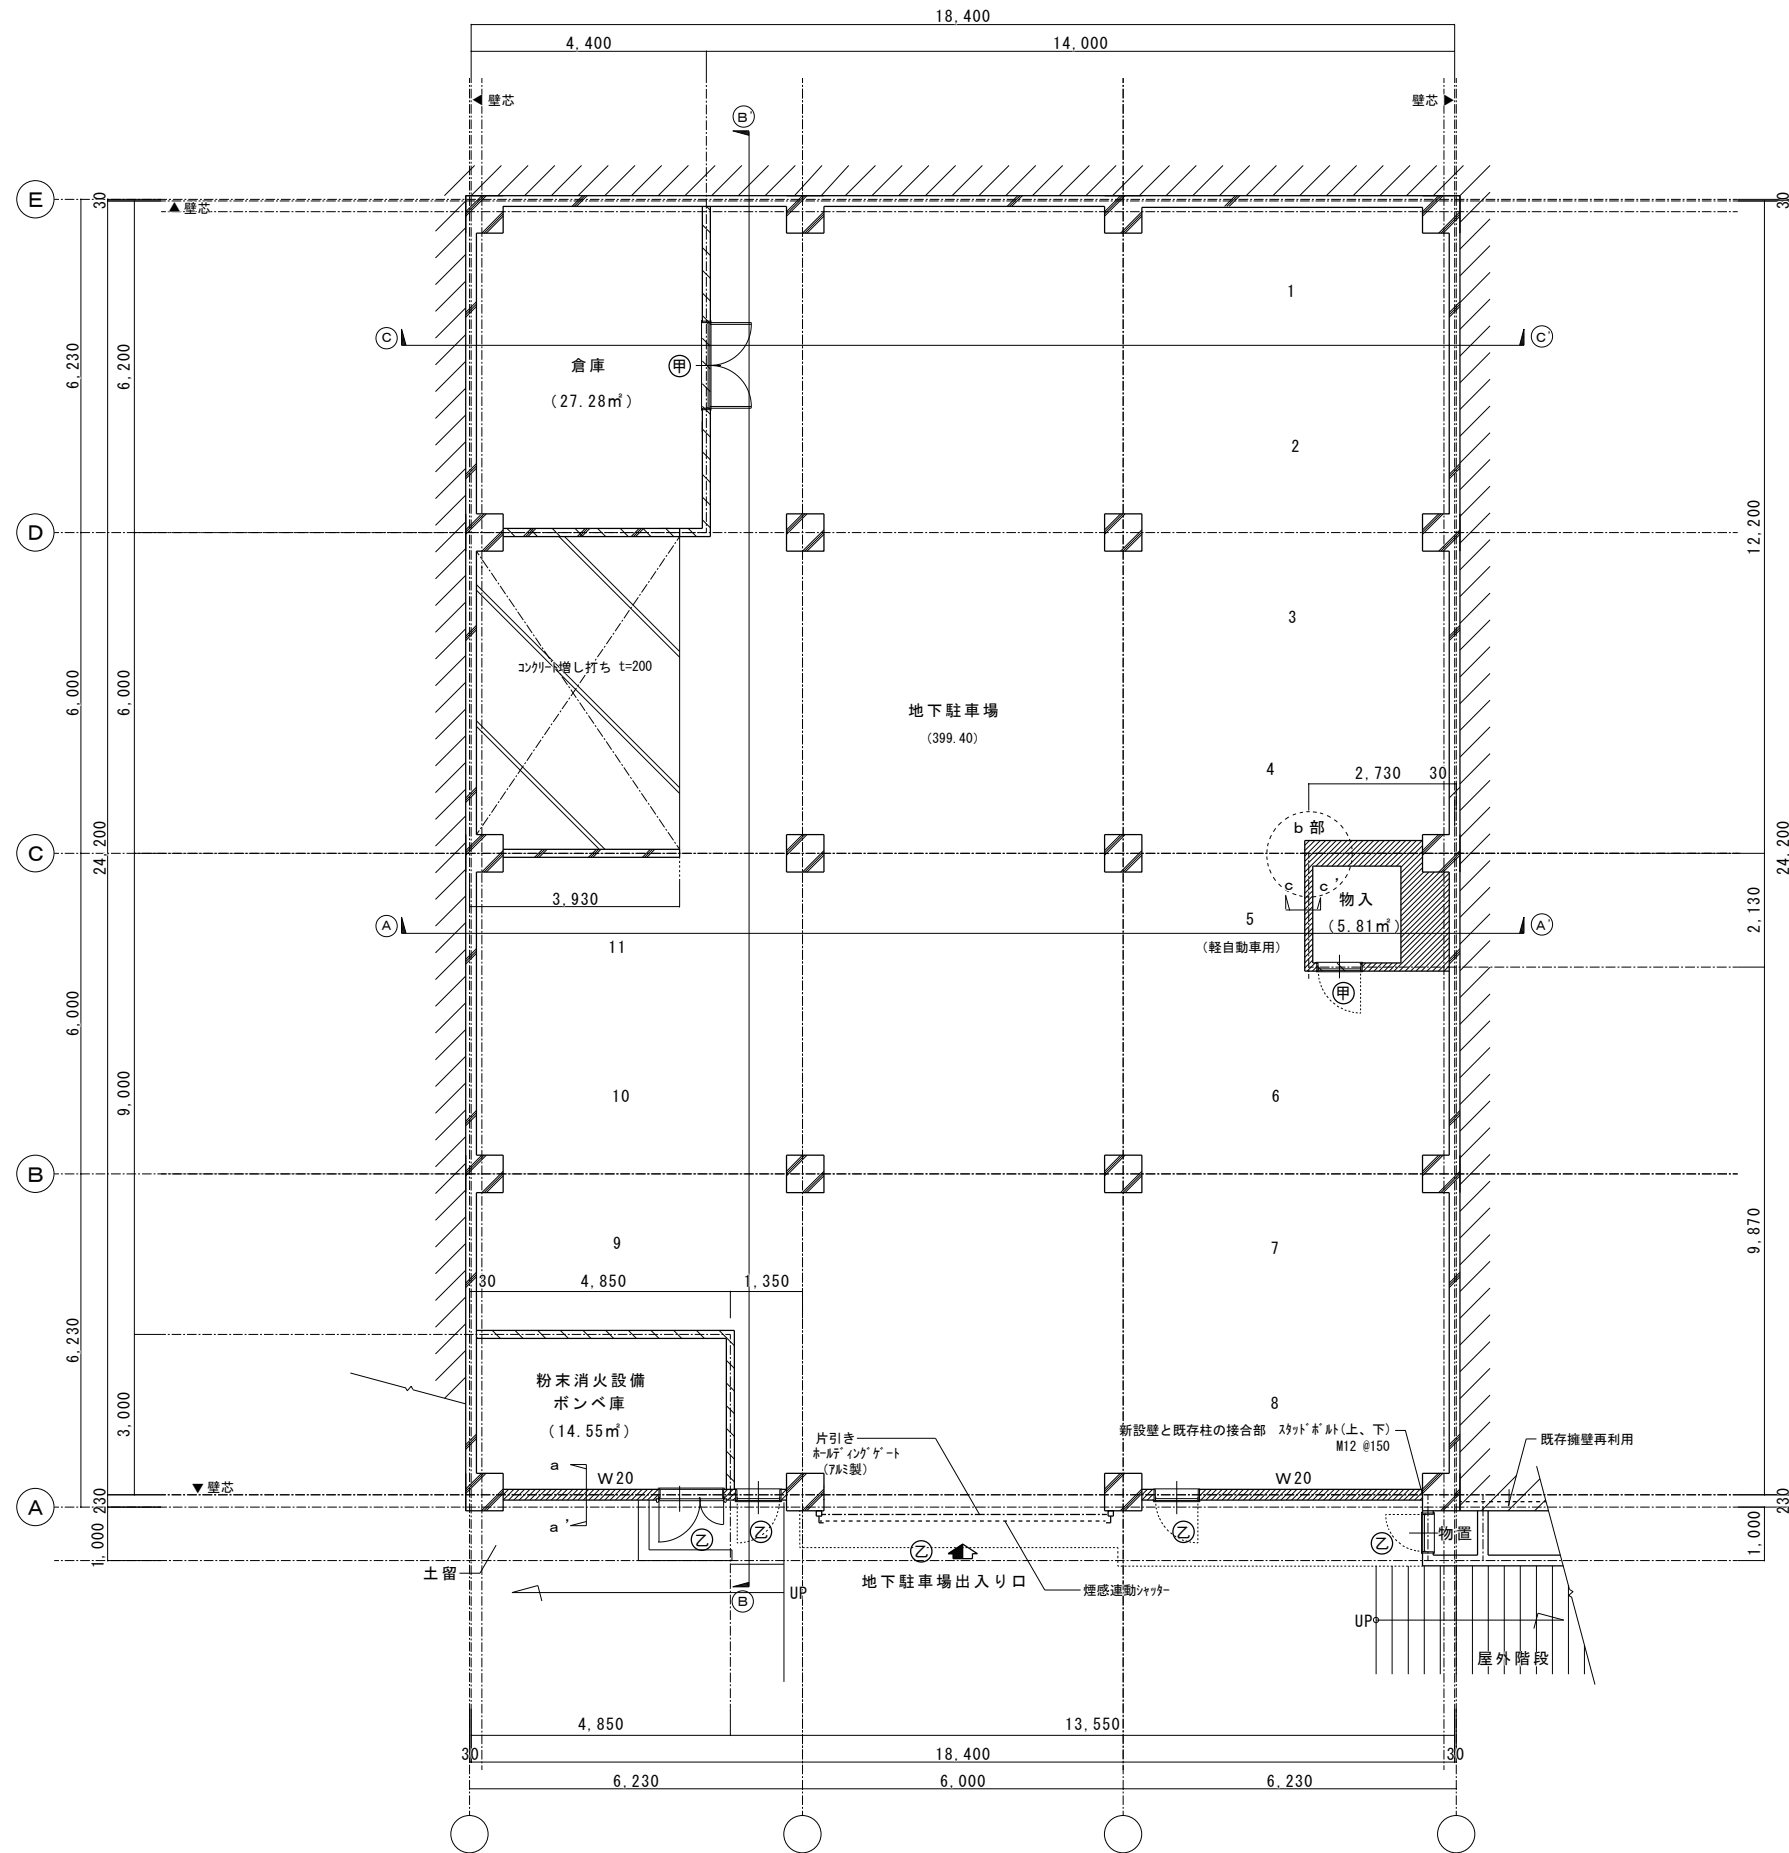 18,400
4,400
14,000
壁芯
壁芯
B'
E
30
壁芯
30
1
C
C'
6,230
6,200
倉庫
甲
(27.28㎡)
2
D
12,200
3
コンクリート増し打ち t=200
6,000
6,000
地下駐車場
(399.40)
4
2,730
30
b 部
C
24,200
24,200
c
c'
物入
3,930
A
5
(5.81㎡)
A'
2,130
11
(軽自動車用)
甲
6,000
9,000
10
6
B
9
7
9,870
30
4,850
1,350
6,230
粉末消火設備
ボンベ庫
(14.55㎡)
3,000
8
新設壁と既存柱の接合部 スタッドボルト(上、下)
M12 @150
片引き
ホールディングゲート
(アルミ製)
既存擁壁再利用
a
W20
W20
壁芯
A
230
230
a'
乙
乙
乙
乙
乙
物置
1,000
1,000
土留
地下駐車場出入り口
煙感連動シャッター
UP
B
UP
屋外階段
4,850
13,550
30
18,400
30
6,230
6,000
6,230